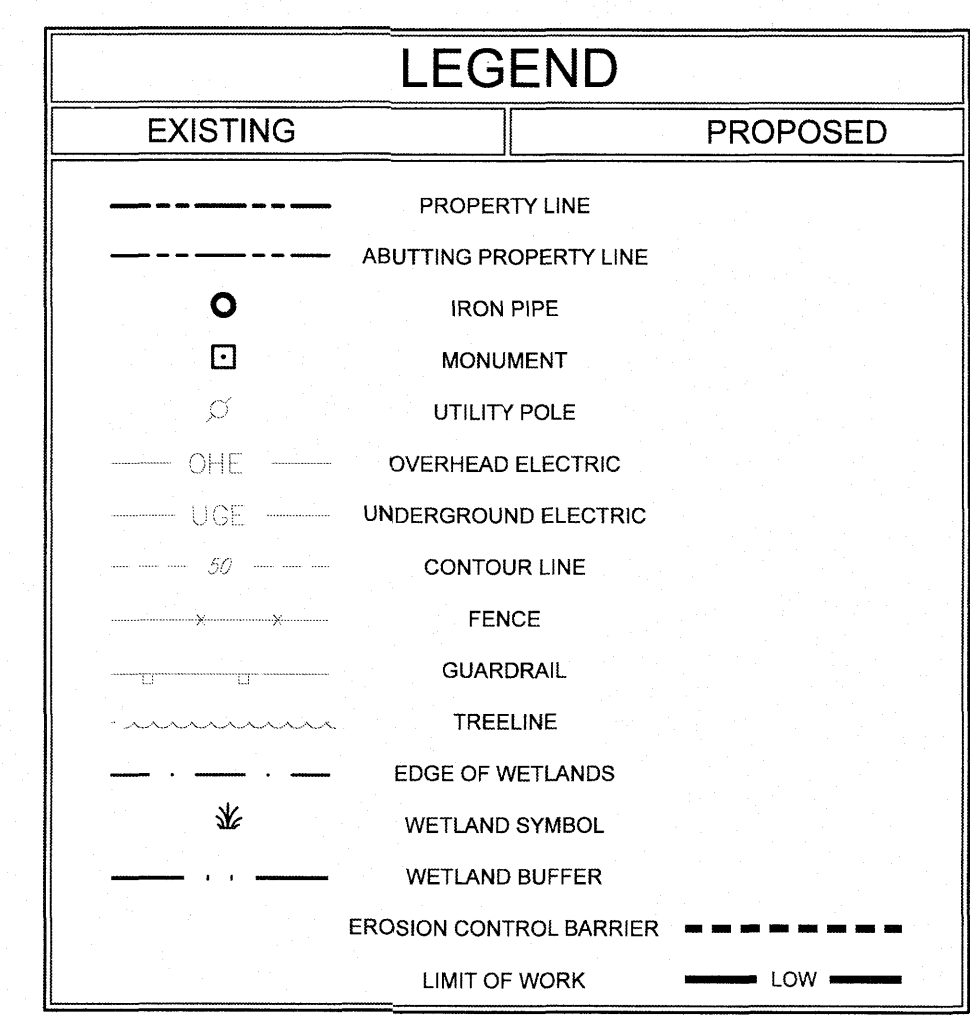 LEGEND
EXISTING PROPOSED
PROPERTY LINE
ABUTTING PROPERTY LINE
IRON PIPE
MONUMENT
UTILITY POLE
OHE OVERHEAD ELECTRIC
UGE UNDERGROUND ELECTRIC
50 CONTOUR LINE
FENCE
GUARDRAIL
TREELINE
EDGE OF WETLANDS
WETLAND SYMBOL
WETLAND BUFFER
EROSION CONTROL BARRIER
LIMIT OF WORK LOW